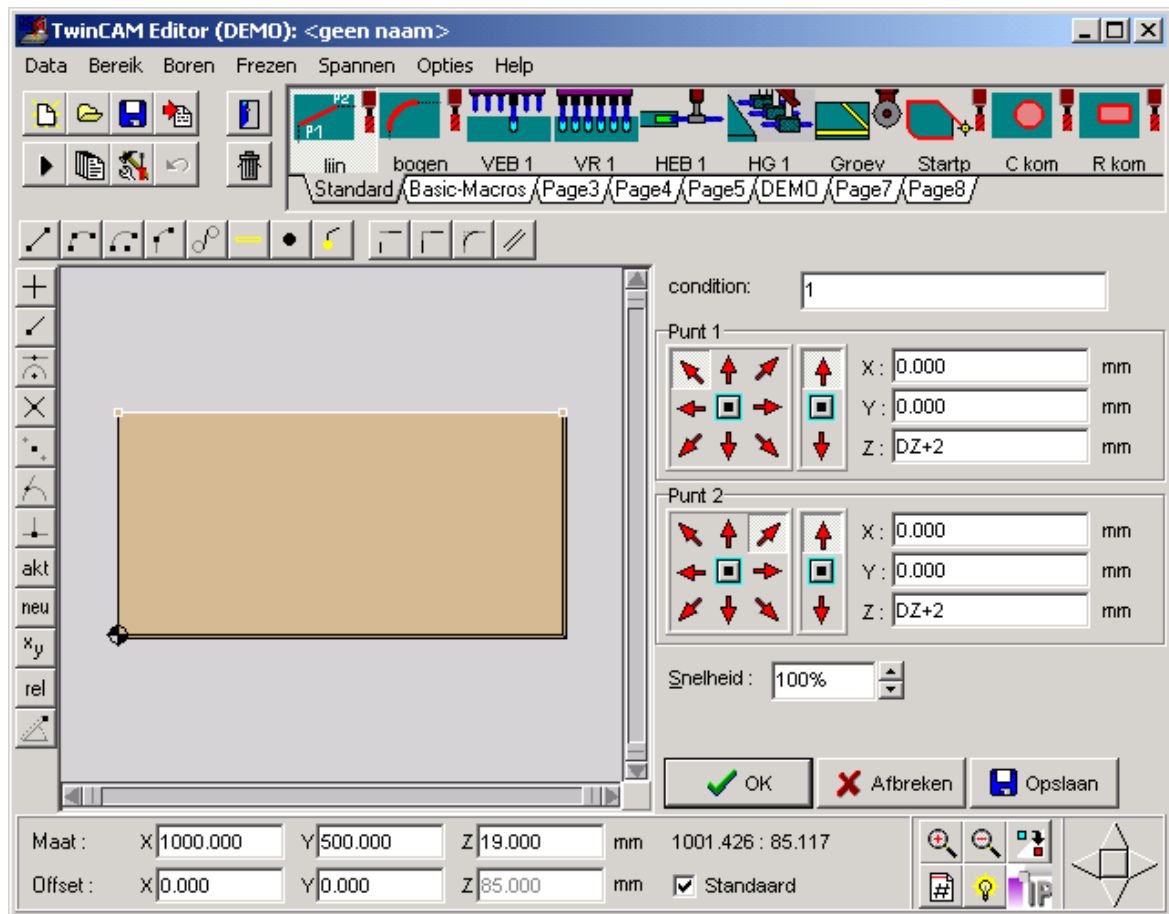 TwinCAM Editor (DEMO): <geen naam>
Data Bereik Boren Frezen Spannen Opties Help
P2
P1
lijn bogen VEB 1 VR 1 HEB 1 HG 1 Groev Startp C kom R kom
Standard Basic-Macros Page3 Page4 Page5 DEMO Page7 Page8
condition: 1
Punt 1
X : 0.000 mm
Y : 0.000 mm
Z : DZ+2 mm
Punt 2
X : 0.000 mm
Y : 0.000 mm
Z : DZ+2 mm
akt
neu
xy
rel
Snelheid : 100%
OK Afbreken Opslaan
Maat : X 1000.000 Y 500.000 Z 19.000 mm 1001.426 : 85.117
Offset : X 0.000 Y 0.000 Z 85.000 mm Standaard
#
IP